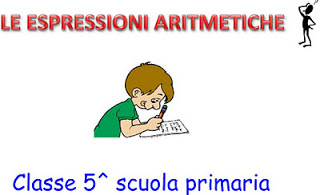 LE ESPRESSIONI ARITMETICHE
Classe 5^ scuola primaria